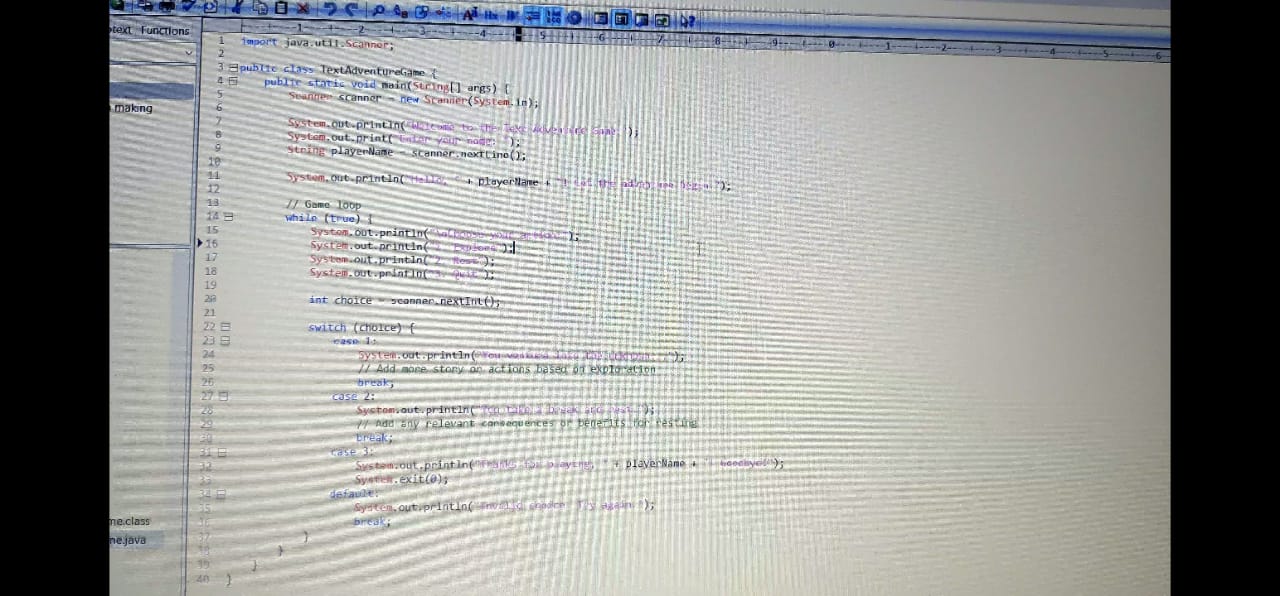 text Functions
making
me.class
me.java
1 import java.util.Scanner;
2
3 public class TextAdventureGame {
4 public static void main(String[] args) {
5 Scanner scanner = new Scanner(System.in);
6
7 System.out.println("Welcome to the Text Adventure Game!");
8 System.out.print("Enter your name: ");
9 String playerName = scanner.nextLine();
10
11 System.out.println("Hello, " + playerName + "! Let the adventure begin.");
12
13 // Game loop
14 while (true) {
15 System.out.println("\nChoose your action:");
16 System.out.println("1. Explore");
17 System.out.println("2. Rest");
18 System.out.println("3. Quit");
19
20 int choice = scanner.nextInt();
21
22 switch (choice) {
23 case 1:
24 System.out.println("You venture into the unknown...");
25 // Add more story or actions based on exploration
26 break;
27 case 2:
28 System.out.println("You take a break and rest.");
29 // Add any relevant consequences or benefits for resting
30 break;
31 case 3:
32 System.out.println("Thanks for playing, " + playerName + "! Goodbye!");
33 System.exit(0);
34 default:
35 System.out.println("Invalid choice. Try again.");
36 break;
37 }
38 }
39 }
40 }